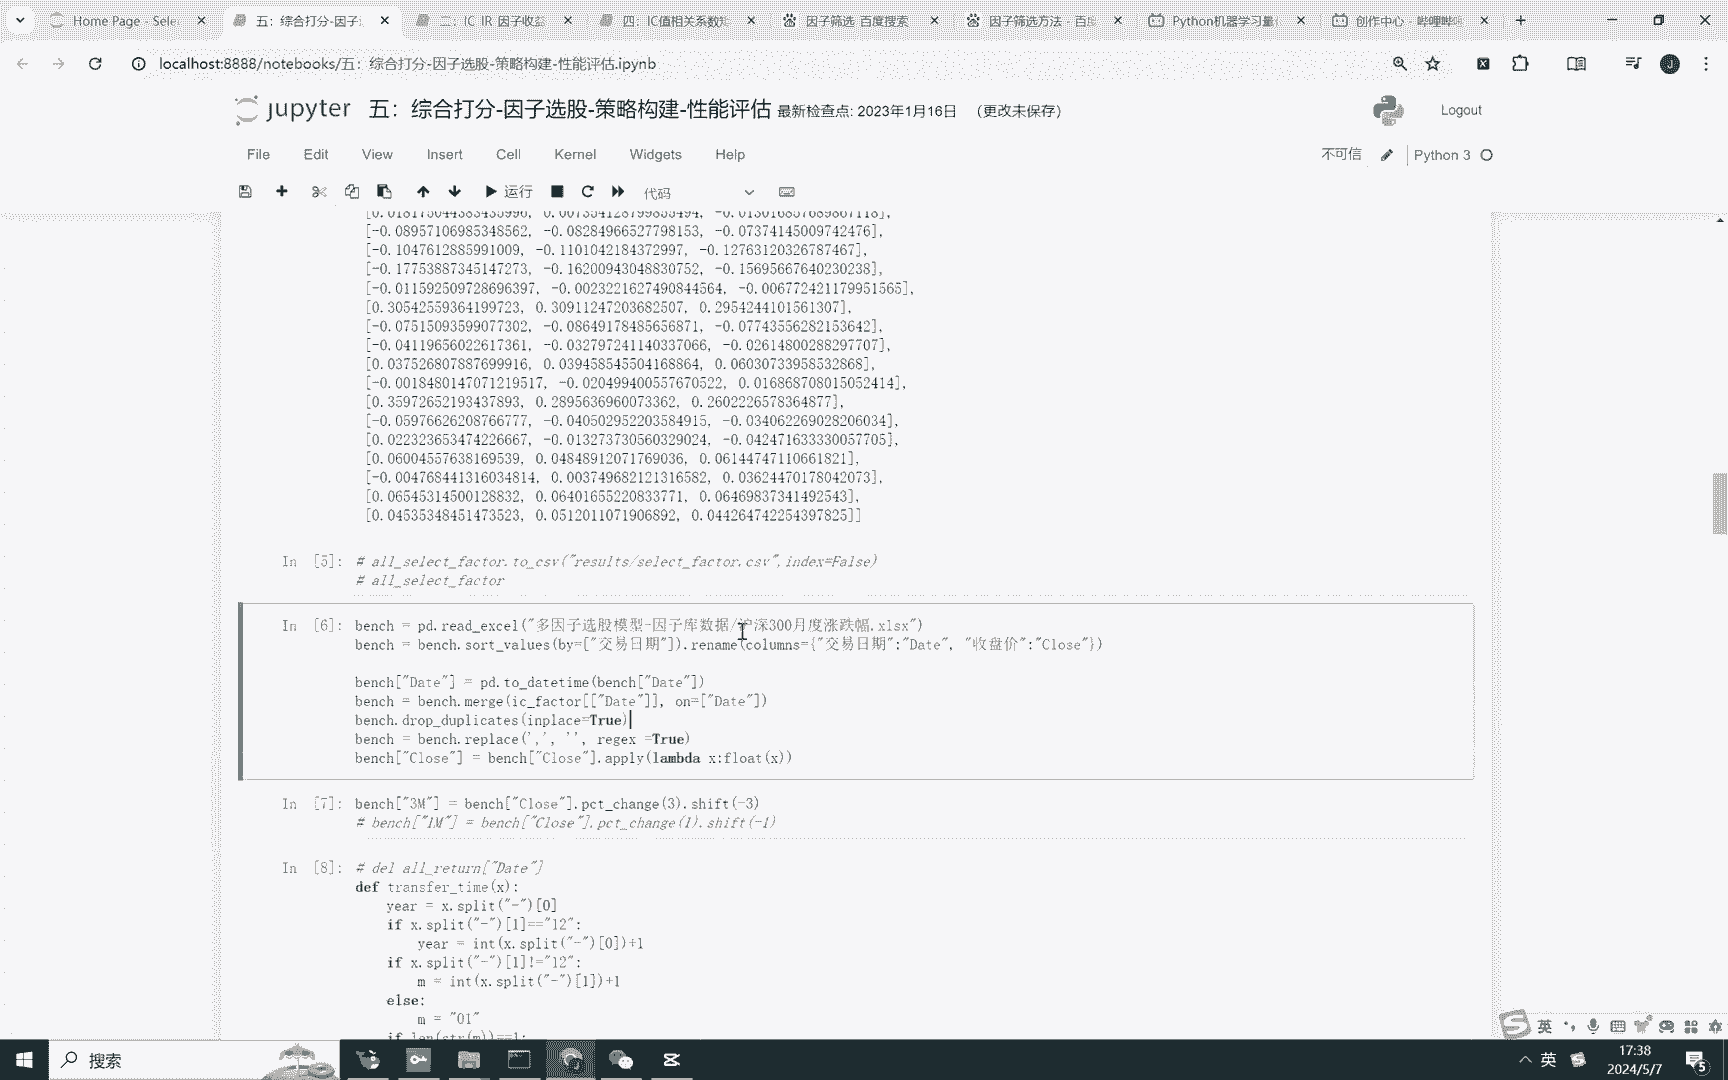 Home Page - Sele
五：综合打分-因子
二：IC_IR_因子收益
四：IC值相关系数矩
因子筛选_百度搜索
因子筛选方法 - 百度
Python机器学习量化
创作中心 - 哔哩哔哩
localhost:8888/notebooks/五：综合打分-因子选股-策略构建-性能评估.ipynb
jupyter 五：综合打分-因子选股-策略构建-性能评估 最新检查点: 2023年1月16日 （更改未保存）
Logout
File Edit View Insert Cell Kernel Widgets Help
不可信 Python 3
运行 代码
[-0.08957106985348562, -0.08284966527798153, -0.07374145009742476],
[-0.1047612885991009, -0.1101042184372997, -0.12763120326787467],
[-0.17753887345147273, -0.16200943048830752, -0.15695667640230238],
[-0.011592509728696397, -0.0023221627490844564, -0.006772421179951565],
[0.30542559364199723, 0.30911247203682507, 0.2954244101561307],
[-0.07515093599077302, -0.08649178485656871, -0.07743556282153642],
[-0.04119656022617361, -0.032797241140337066, -0.02614800288297707],
[0.037526807887699916, 0.039458545504168864, 0.06030733958532868],
[-0.0018480147071219517, -0.020499400557670522, 0.016868708015052414],
[0.35972652193437893, 0.2895636960073362, 0.2602226578364877],
[-0.05976626208766777, -0.040502952203584915, -0.034062269028206034],
[0.022323653474226667, -0.013273730560329024, -0.042471633330057705],
[0.06004557638169539, 0.04848912071769036, 0.06144747110661821],
[-0.004768441316034814, 0.003749682121316582, 0.03624470178042073],
[0.06545314500128832, 0.06401655220833771, 0.06469837341492543],
[0.04535348451473523, 0.0512011071906892, 0.044264742254397825]]
In [5]: # all_select_factor.to_csv("results/select_factor.csv",index=False)
# all_select_factor
In [6]: bench = pd.read_excel("多因子选股模型-因子库数据/沪深300月度涨跌幅.xlsx")
bench = bench.sort_values(by=["交易日期"]).rename(columns={"交易日期":"Date", "收盘价":"Close"})
bench["Date"] = pd.to_datetime(bench["Date"])
bench = bench.merge(ic_factor[["Date"]], on=["Date"])
bench.drop_duplicates(inplace=True)
bench = bench.replace(',', '', regex =True)
bench["Close"] = bench["Close"].apply(lambda x:float(x))
In [7]: bench["3M"] = bench["Close"].pct_change(3).shift(-3)
# bench["1M"] = bench["Close"].pct_change(1).shift(-1)
In [8]: # del all_return["Date"]
def transfer_time(x):
year = x.split("-")[0]
if x.split("-")[1]=="12":
year = int(x.split("-")[0])+1
if x.split("-")[1]!="12":
m = int(x.split("-")[1])+1
else:
m = "01"
if len(str(m))==1:
英
搜索
英
17:38
2024/5/7
5